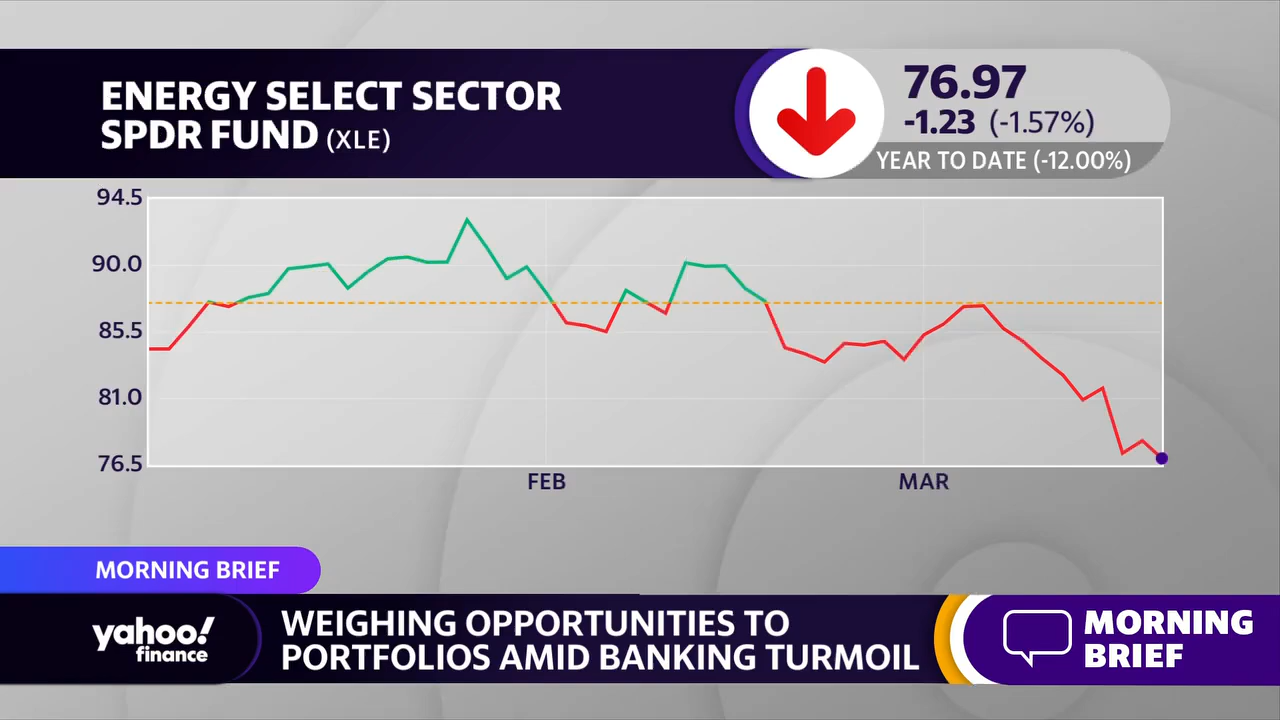 ENERGY SELECT SECTOR
SPDR FUND (XLE)
76.97
-1.23 (-1.57%)
YEAR TO DATE (-12.00%)
94.5
90.0
85.5
81.0
76.5
FEB
MAR
MORNING BRIEF
yahoo!
finance
WEIGHING OPPORTUNITIES TO
PORTFOLIOS AMID BANKING TURMOIL
MORNING
BRIEF